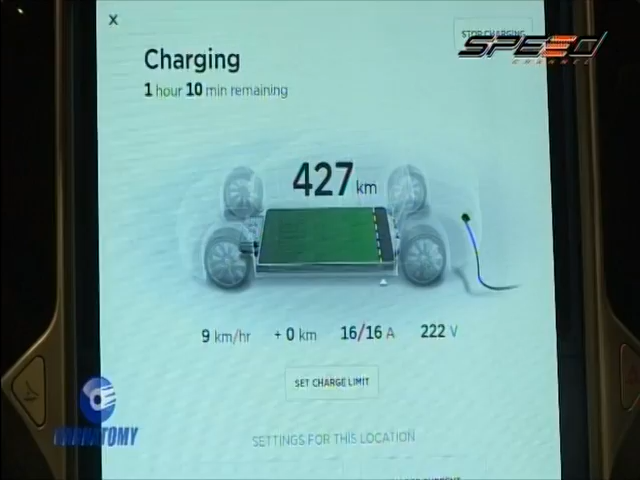 X
STOP CHARGING
SPEED
CHANNEL
Charging
1 hour 10 min remaining
427 km
9 km/hr + 0 km 16/16 A 222 V
SET CHARGE LIMIT
SETTINGS FOR THIS LOCATION